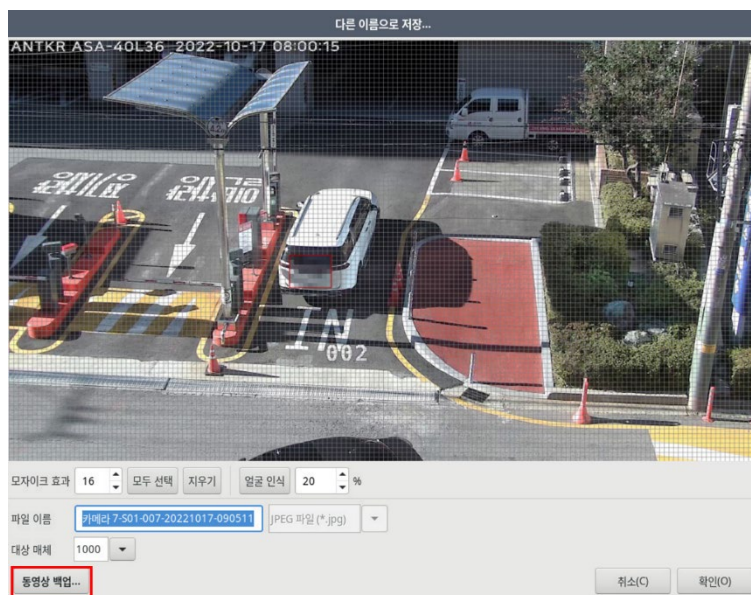 다른 이름으로 저장...
ANTKR ASA-40L36 2022-10-17 08:00:15
IN
002
모자이크 효과 16 모두 선택 지우기 얼굴 인식 20 %
파일 이름 카메라 7-S01-007-20221017-090511 JPEG 파일 (*.jpg)
대상 매체 1000
동영상 백업... 취소(C) 확인(O)